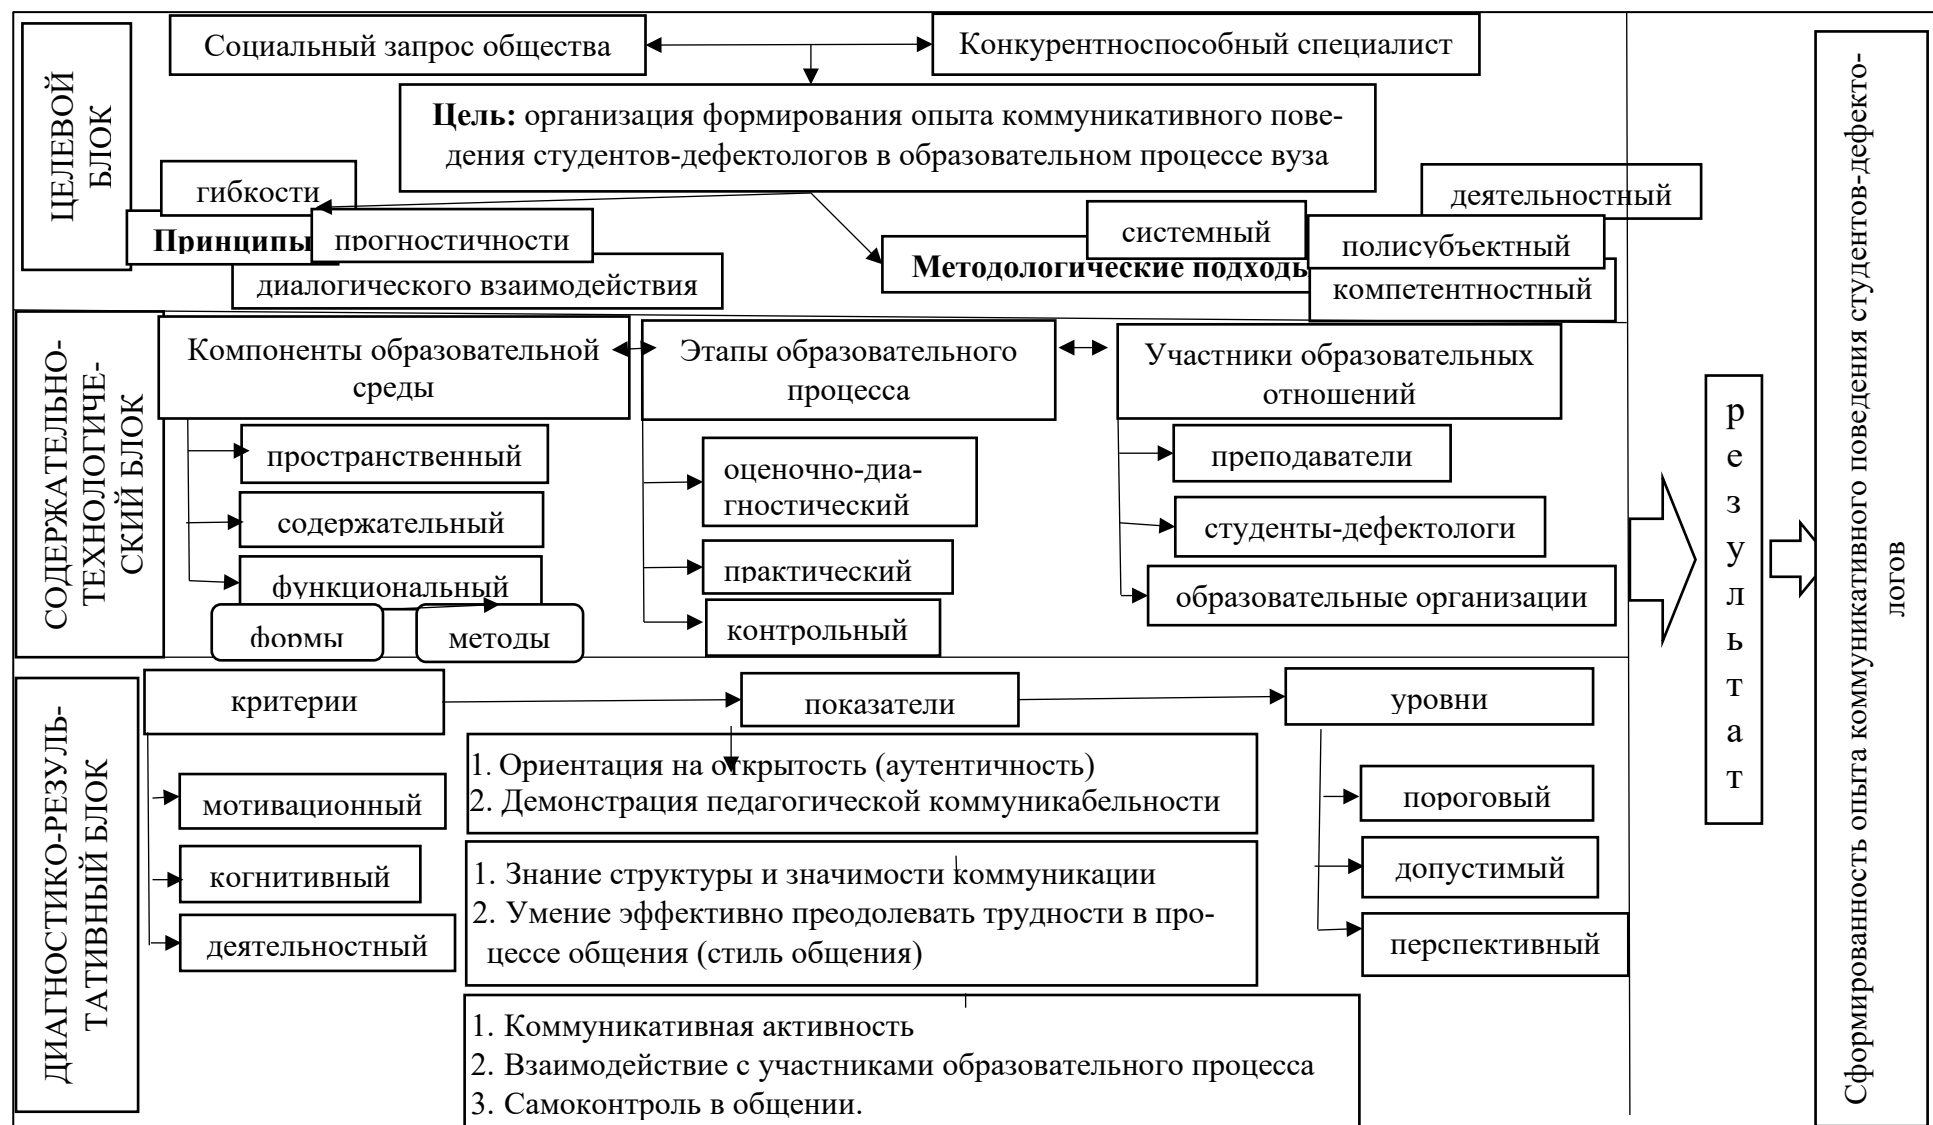 ЦЕЛЕВОЙ
БЛОК
Социальный запрос общества
Конкурентноспособный специалист
Цель: организация формирования опыта коммуникативного пове-
дения студентов-дефектологов в образовательном процессе вуза
гибкости
Принципы
прогностичности
диалогического взаимодействия
деятельностный
системный
полисубъектный
Методологические подходы
компетентностный
СОДЕРЖАТЕЛЬНО-
ТЕХНОЛОГИЧЕ-
СКИЙ БЛОК
Компоненты образовательной
среды
Этапы образовательного
процесса
Участники образовательных
отношений
пространственный
содержательный
функциональный
формы
методы
оценочно-диа-
гностический
практический
контрольный
преподаватели
студенты-дефектологи
образовательные организации
ДИАГНОСТИКО-РЕЗУЛЬ-
ТАТИВНЫЙ БЛОК
критерии
показатели
уровни
мотивационный
когнитивный
деятельностный
1. Ориентация на открытость (аутентичность)
2. Демонстрация педагогической коммуникабельности
1. Знание структуры и значимости коммуникации
2. Умение эффективно преодолевать трудности в про-
цессе общения (стиль общения)
1. Коммуникативная активность
2. Взаимодействие с участниками образовательного процесса
3. Самоконтроль в общении.
пороговый
допустимый
перспективный
результат
Сформированность опыта коммуникативного поведения студентов-дефекто-
логов